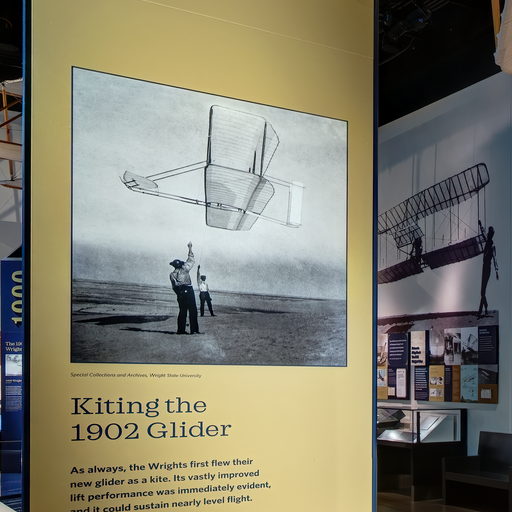 Special Collections and Archives, Wright State University
Kiting the
1902 Glider
As always, the Wrights first flew their
new glider as a kite. Its vastly improved
lift performance was immediately evident,
and it could sustain nearly level flight.